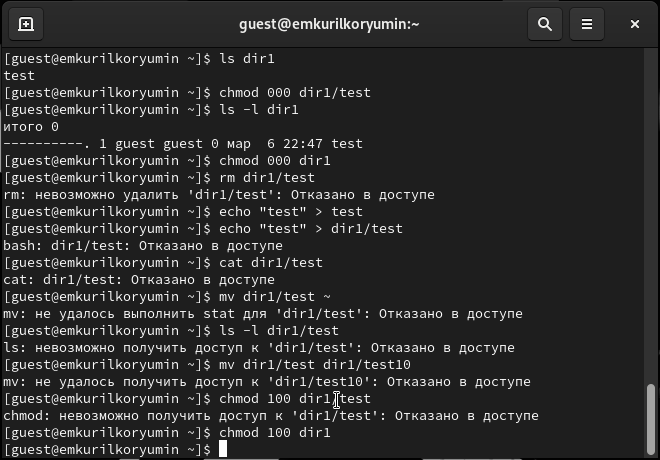 guest@emkurilkoryumin:~
[guest@emkurilkoryumin ~]$ ls dir1
test
[guest@emkurilkoryumin ~]$ chmod 000 dir1/test
[guest@emkurilkoryumin ~]$ ls -l dir1
итого 0
----------. 1 guest guest 0 мар  6 22:47 test
[guest@emkurilkoryumin ~]$ chmod 000 dir1
[guest@emkurilkoryumin ~]$ rm dir1/test
rm: невозможно удалить 'dir1/test': Отказано в доступе
[guest@emkurilkoryumin ~]$ echo "test" > test
[guest@emkurilkoryumin ~]$ echo "test" > dir1/test
bash: dir1/test: Отказано в доступе
[guest@emkurilkoryumin ~]$ cat dir1/test
cat: dir1/test: Отказано в доступе
[guest@emkurilkoryumin ~]$ mv dir1/test ~
mv: не удалось выполнить stat для 'dir1/test': Отказано в доступе
[guest@emkurilkoryumin ~]$ ls -l dir1/test
ls: невозможно получить доступ к 'dir1/test': Отказано в доступе
[guest@emkurilkoryumin ~]$ mv dir1/test dir1/test10
mv: не удалось получить доступ к 'dir1/test10': Отказано в доступе
[guest@emkurilkoryumin ~]$ chmod 100 dir1/test
chmod: невозможно получить доступ к 'dir1/test': Отказано в доступе
[guest@emkurilkoryumin ~]$ chmod 100 dir1
[guest@emkurilkoryumin ~]$